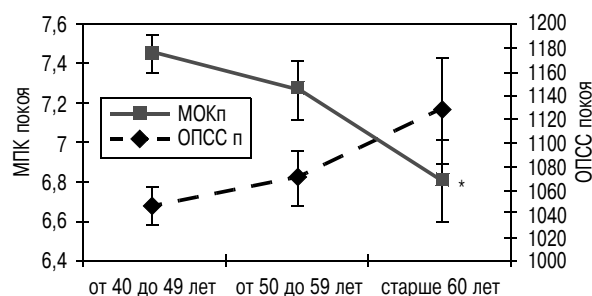 7,6
7,4
7,2
7
6,8
6,6
6,4
МПК покоя
МОКп
ОПСС п
*
1200
1180
1160
1140
1120
1100
1080
1060
1040
1020
1000
ОПСС покоя
от 40 до 49 лет
от 50 до 59 лет
старше 60 лет